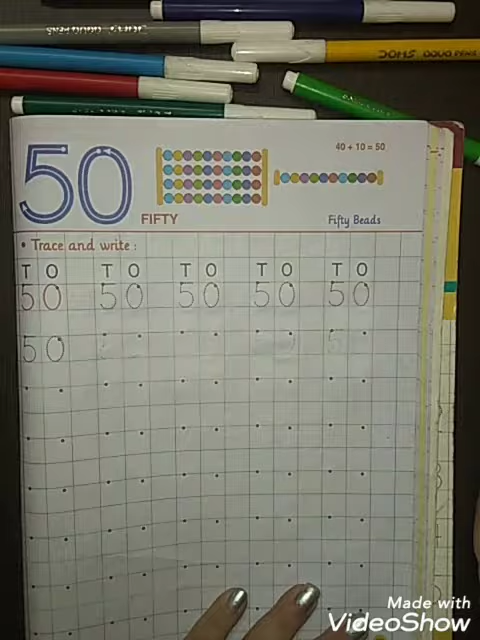 50
40 + 10 = 50
FIFTY
Fifty Beads
• Trace and write :
T O T O T O T O T O
50 50 50 50 50
50
Made with
VideoShow